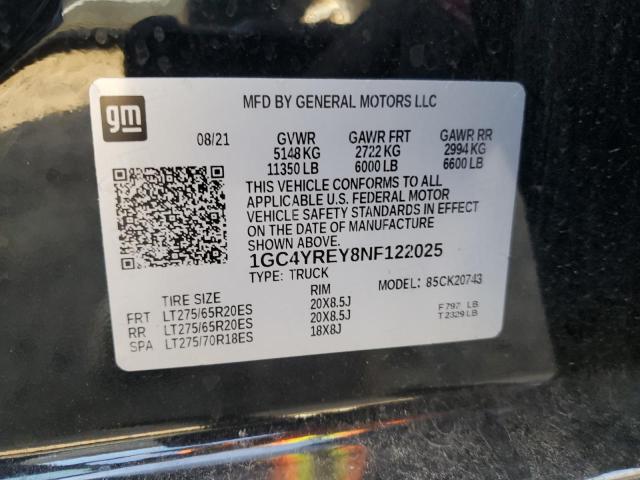 gm
MFD BY GENERAL MOTORS LLC
08/21 GVWR GAWR FRT GAWR RR
5148 KG 2722 KG 2994 KG
11350 LB 6000 LB 6600 LB
THIS VEHICLE CONFORMS TO ALL
APPLICABLE U.S. FEDERAL MOTOR
VEHICLE SAFETY STANDARDS IN EFFECT
ON THE DATE OF MANUFACTURE
SHOWN ABOVE.
1GC4YREY8NF122025
TYPE: TRUCK MODEL: 85CK20743
TIRE SIZE RIM
FRT LT275/65R20ES 20X8.5J F 797 LB
RR LT275/65R20ES 20X8.5J T 2329 LB
SPA LT275/70R18ES 18X8J